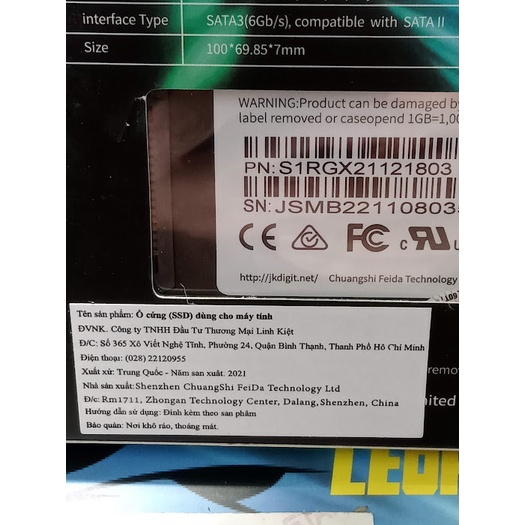 interface Type SATA3(6Gb/s), compatible with SATA II
Size 100*69.85*7mm
WARNING:Product can be damaged by
label removed or caseopend 1GB=1,00
PN: S1RGX21121803
SN: JSMB22110803
CE FC c RU
http://jkdigit.net/ Chuangshi Feida Technology
Tên sản phẩm: Ổ cứng (SSD) dùng cho máy tính
ĐVNK. Công ty TNHH Đầu Tư Thương Mại Linh Kiệt
Đ/C: Số 365 Xô Viết Nghệ Tĩnh, Phường 24, Quận Bình Thạnh, Thanh Phố Hồ Chí Minh
Điện thoại: (028) 22120955
Xuất xứ: Trung Quốc - Năm san xuất. 2021
Nhà sản xuất:Shenzhen ChuangShi FeiDa Technology Ltd
Đ/c: Rm1711, Zhongan Technology Center, Dalang, Shenzhen, China
Hướng dẫn sử dụng: Đính kèm theo san phẩm
Bảo quản: Nơi khô ráo, thoáng mát.